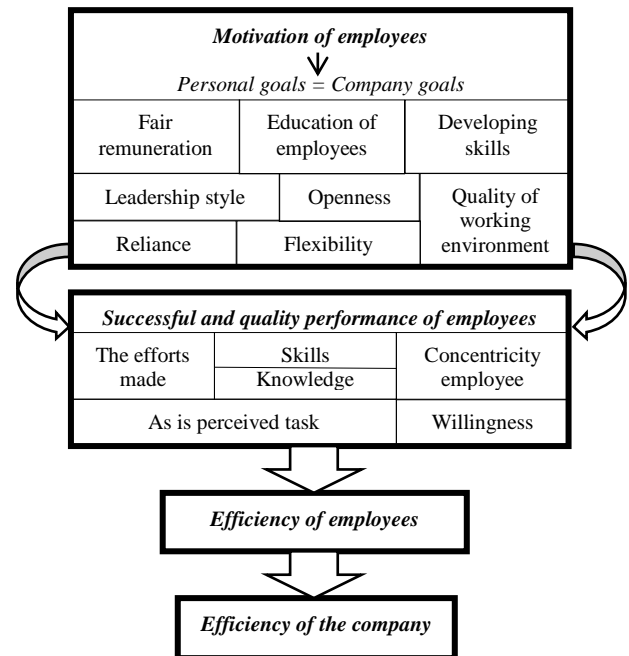 Motivation of employees
Personal goals = Company goals
Fair
remuneration
Education of
employees
Developing
skills
Leadership style
Openness
Quality of
working
environment
Reliance
Flexibility
Successful and quality performance of employees
The efforts
made
Skills
Knowledge
Concentricity
employee
As is perceived task
Willingness
Efficiency of employees
Efficiency of the company